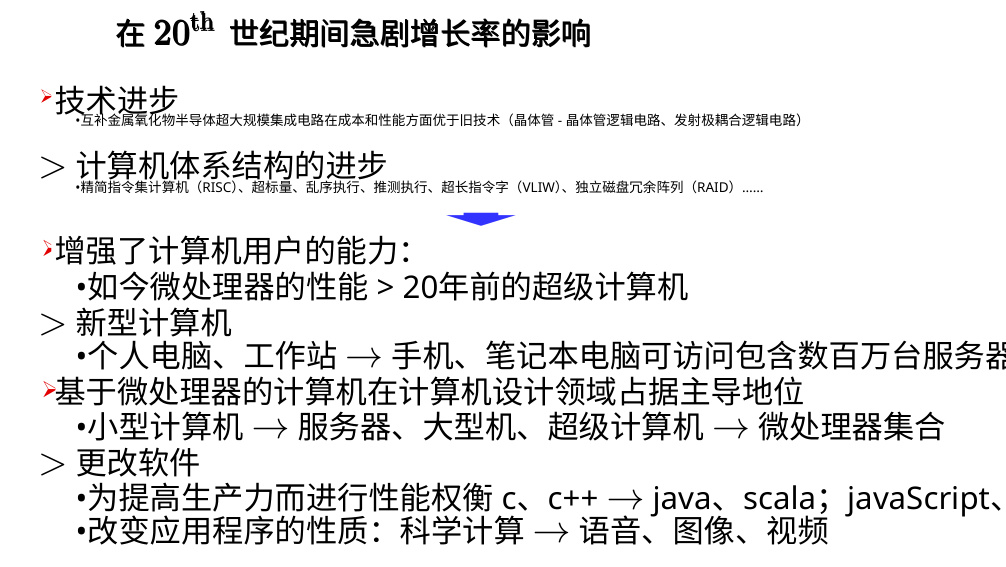 在 20th 世纪期间急剧增长率的影响
➢技术进步
•互补金属氧化物半导体超大规模集成电路在成本和性能方面优于旧技术（晶体管 - 晶体管逻辑电路、发射极耦合逻辑电路）
> 计算机体系结构的进步
•精简指令集计算机（RISC）、超标量、乱序执行、推测执行、超长指令字（VLIW）、独立磁盘冗余阵列（RAID）……
➢增强了计算机用户的能力：
•如今微处理器的性能 > 20年前的超级计算机
> 新型计算机
•个人电脑、工作站 → 手机、笔记本电脑可访问包含数百万台服务器
➢基于微处理器的计算机在计算机设计领域占据主导地位
•小型计算机 → 服务器、大型机、超级计算机 → 微处理器集合
> 更改软件
•为提高生产力而进行性能权衡 c、c++ → java、scala；javaScript、
•改变应用程序的性质：科学计算 → 语音、图像、视频